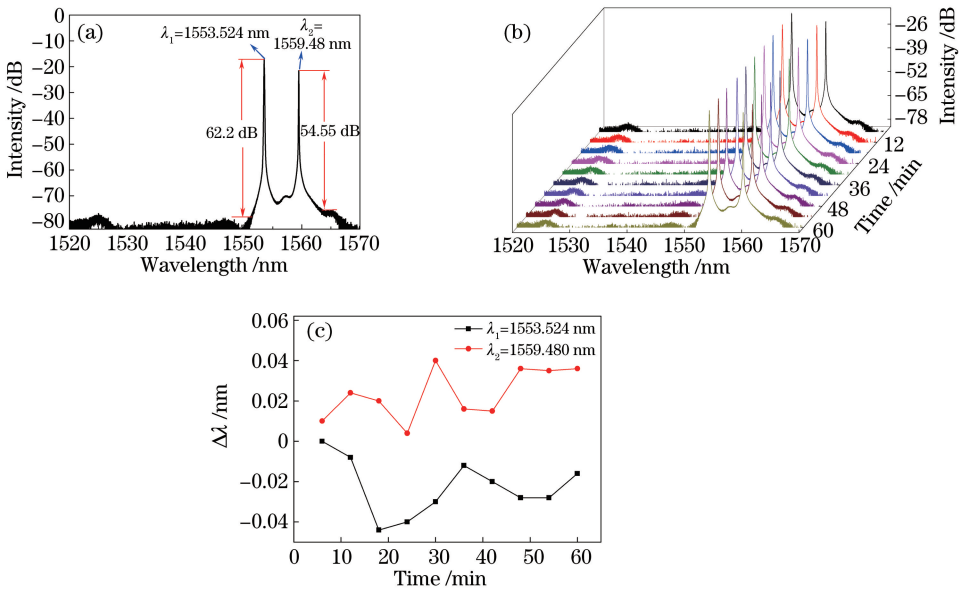 (a)
λ1=1553.524 nm
λ2=
1559.48 nm
62.2 dB
54.55 dB
0
−10
−20
−30
−40
−50
−60
−70
−80
Intensity /dB
1520 1530 1540 1550 1560 1570
Wavelength /nm
(b)
−26
−39
−52
−65
−78
Intensity /dB
12
24
36
48
60
Time /min
1520 1530 1540 1550 1560 1570
Wavelength /nm
(c)
λ1=1553.524 nm
λ2=1559.480 nm
0.06
0.04
0.02
0
−0.02
−0.04
Δλ /nm
0 10 20 30 40 50 60
Time /min